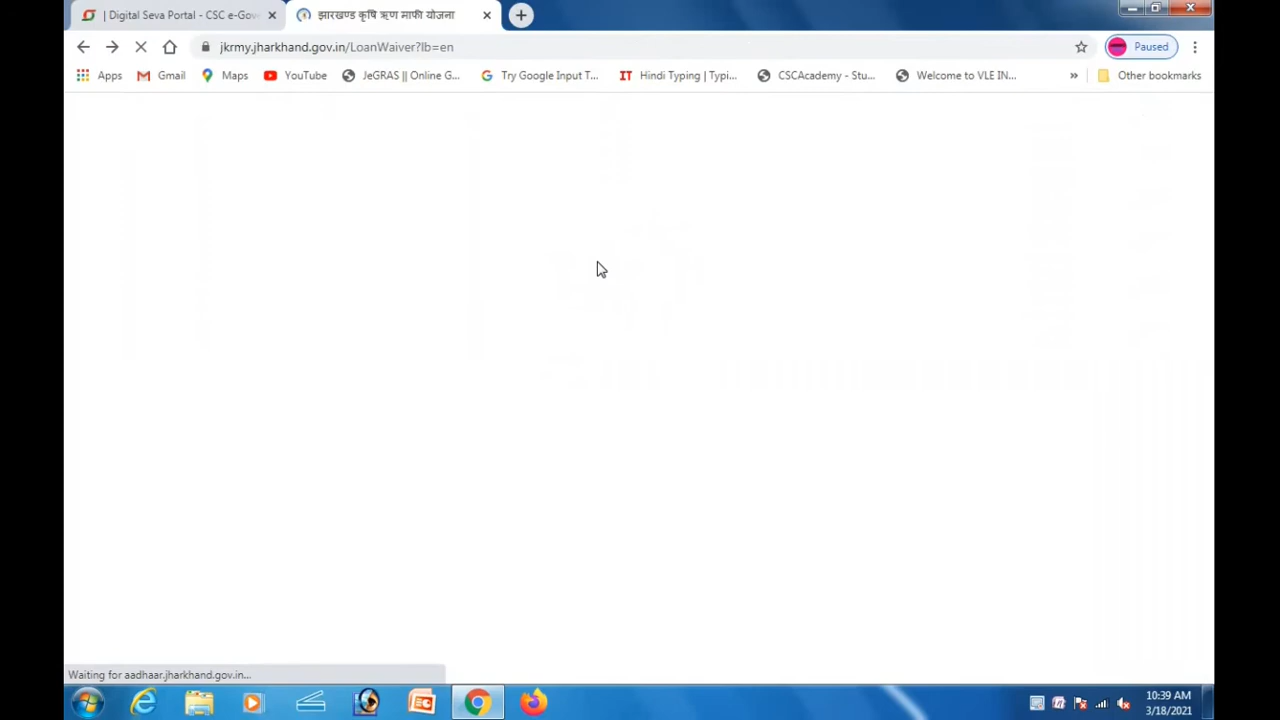 | Digital Seva Portal - CSC e-Gov
झारखण्ड कृषि ऋण माफी योजना
jkrmy.jharkhand.gov.in/LoanWaiver?lb=en
Paused
Apps
Gmail
Maps
YouTube
JeGRAS || Online G...
Try Google Input T...
IT
Hindi Typing | Typi...
CSCAcademy - Stu...
Welcome to VLE IN...
»
Other bookmarks
Waiting for aadhaar.jharkhand.gov.in...
10:39 AM
3/18/2021